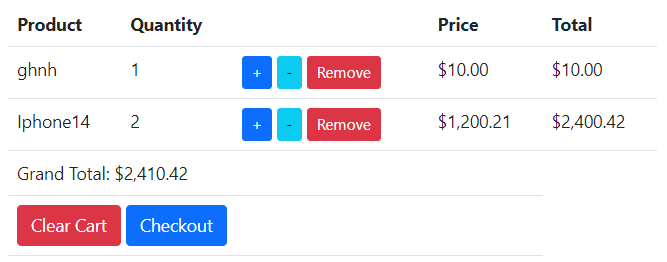 Product Quantity Price Total
ghnh 1 + - Remove $10.00 $10.00
Iphone14 2 + - Remove $1,200.21 $2,400.42
Grand Total: $2,410.42
Clear Cart Checkout